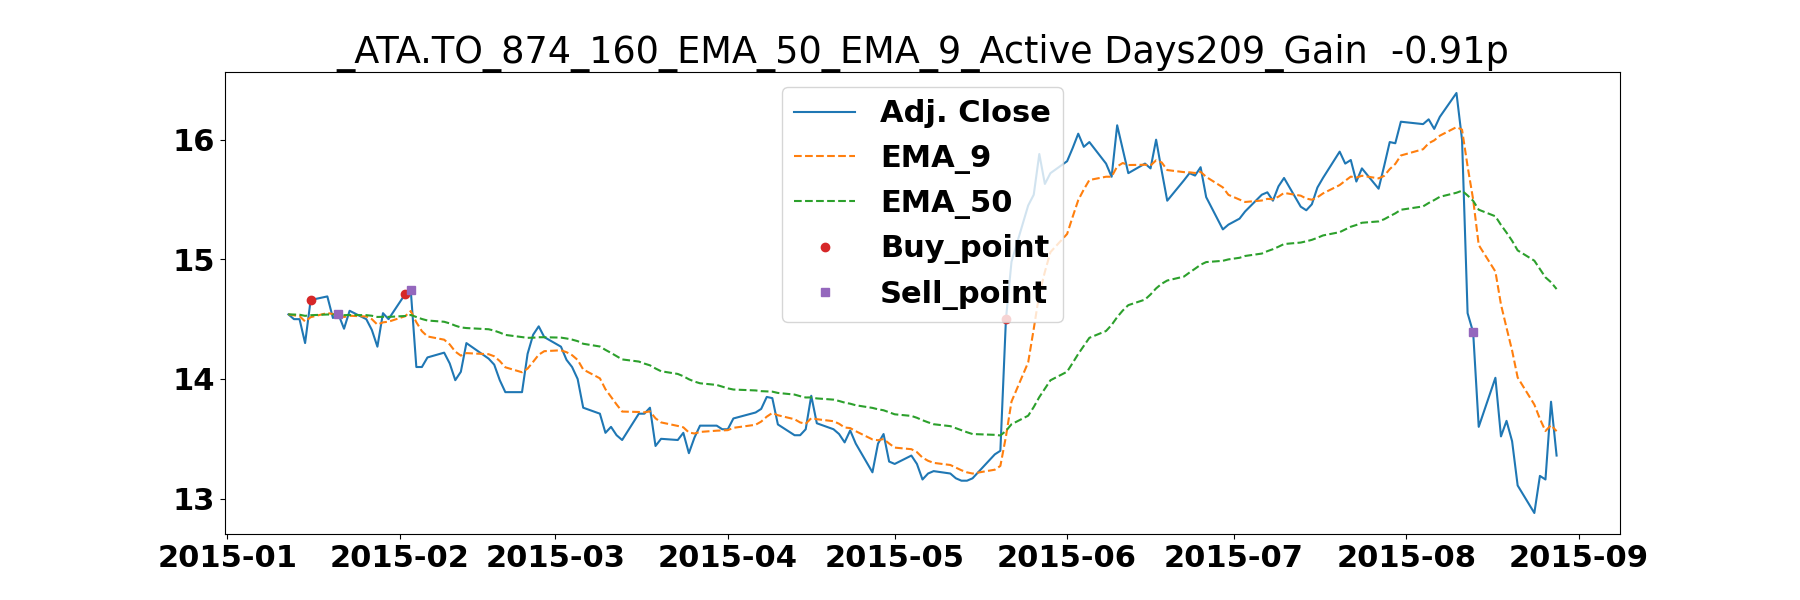 _ATA.TO_874_160_EMA_50_EMA_9_Active Days209_Gain  -0.91p
Adj. Close
EMA_9
EMA_50
Buy_point
Sell_point
16
15
14
13
2015-01 2015-02 2015-03 2015-04 2015-05 2015-06 2015-07 2015-08 2015-09